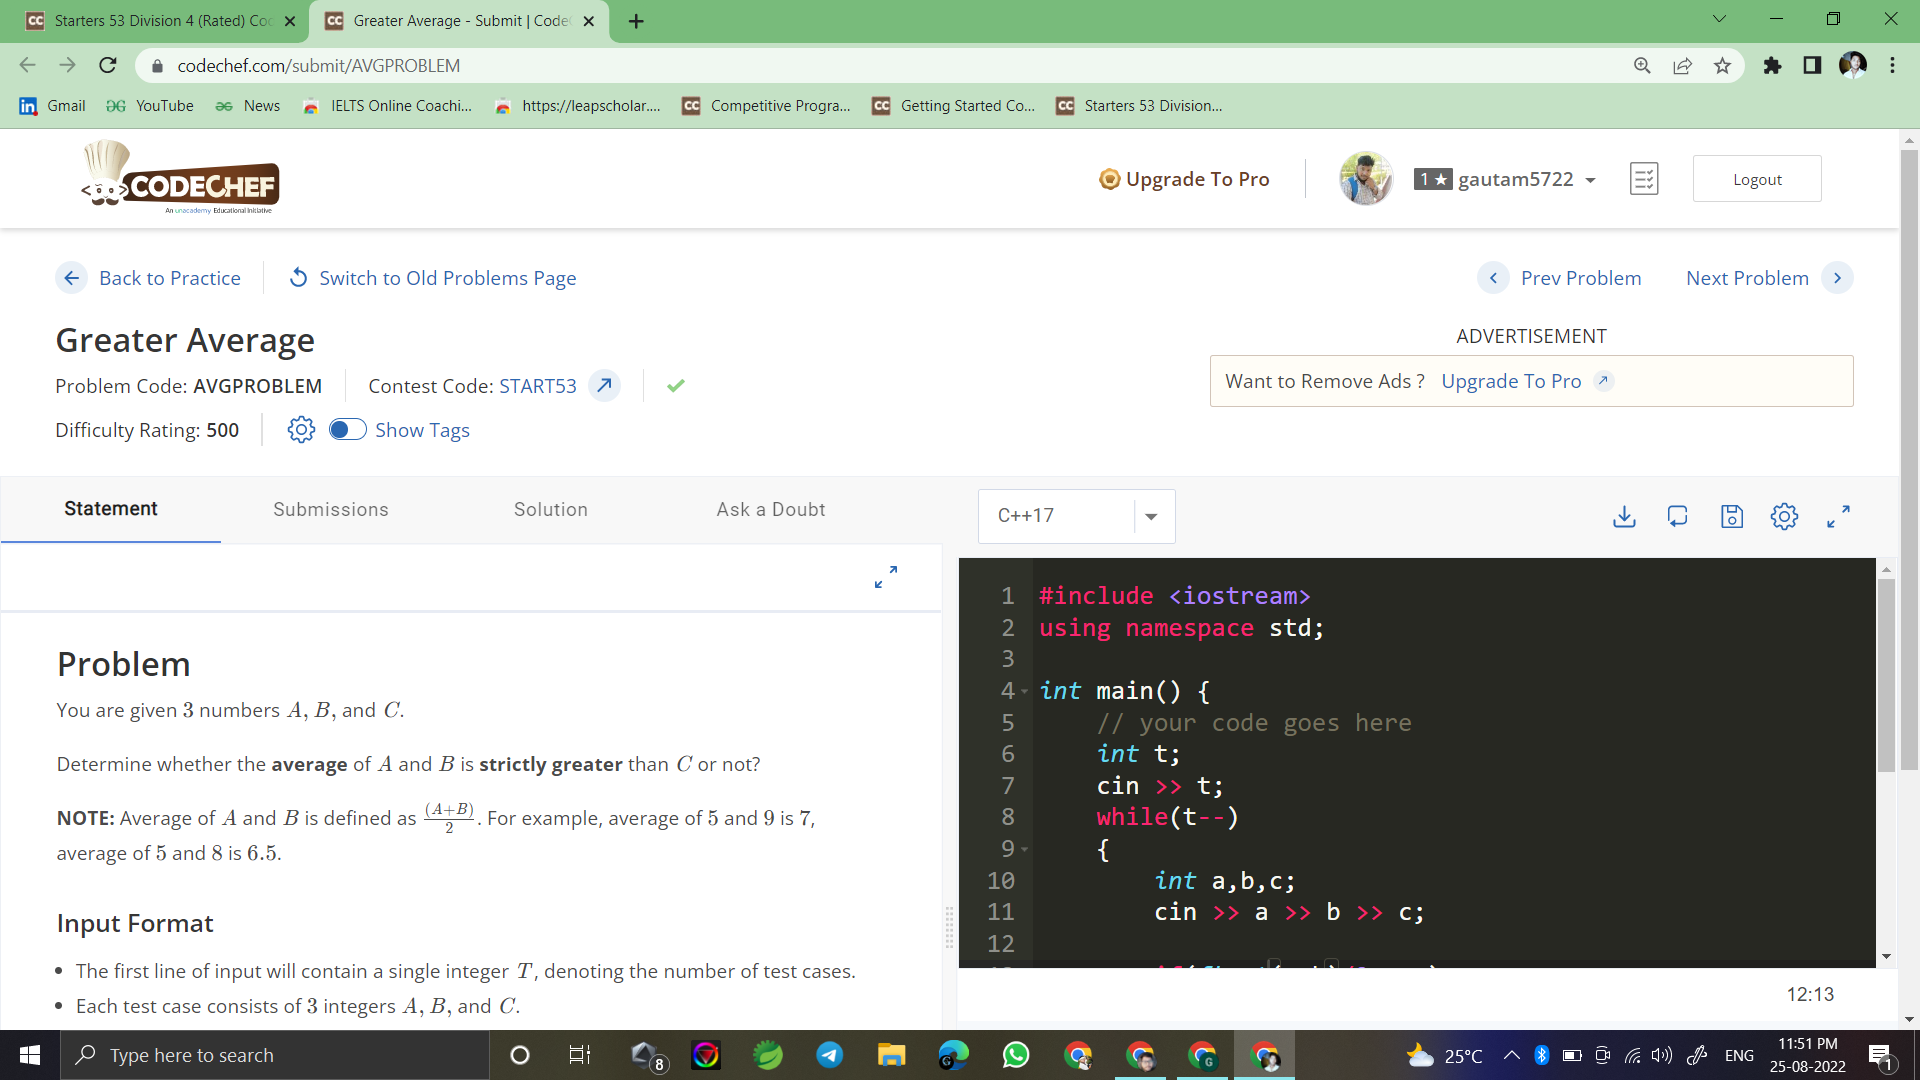 Starters 53 Division 4 (Rated) Co
Greater Average - Submit | Code
codechef.com/submit/AVGPROBLEM
Gmail
YouTube
News
IELTS Online Coachi...
https://leapscholar....
Competitive Progra...
Getting Started Co...
Starters 53 Division...
CODECHEF
An unacademy Educational Initiative
Upgrade To Pro
1★ gautam5722
Logout
Back to Practice
Switch to Old Problems Page
Prev Problem
Next Problem
Greater Average
Problem Code: AVGPROBLEM
Contest Code: START53
Difficulty Rating: 500
Show Tags
ADVERTISEMENT
Want to Remove Ads ? Upgrade To Pro
Statement
Submissions
Solution
Ask a Doubt
C++17
Problem
You are given 3 numbers A, B, and C.
Determine whether the average of A and B is strictly greater than C or not?
NOTE: Average of A and B is defined as (A+B)/2. For example, average of 5 and 9 is 7,
average of 5 and 8 is 6.5.
Input Format
• The first line of input will contain a single integer T, denoting the number of test cases.
• Each test case consists of 3 integers A, B, and C.
1 #include <iostream>
2 using namespace std;
3
4 int main() {
5 // your code goes here
6 int t;
7 cin >> t;
8 while(t--)
9 {
10 int a,b,c;
11 cin >> a >> b >> c;
12
12:13
Type here to search
8
25°C
ENG
11:51 PM
25-08-2022
1